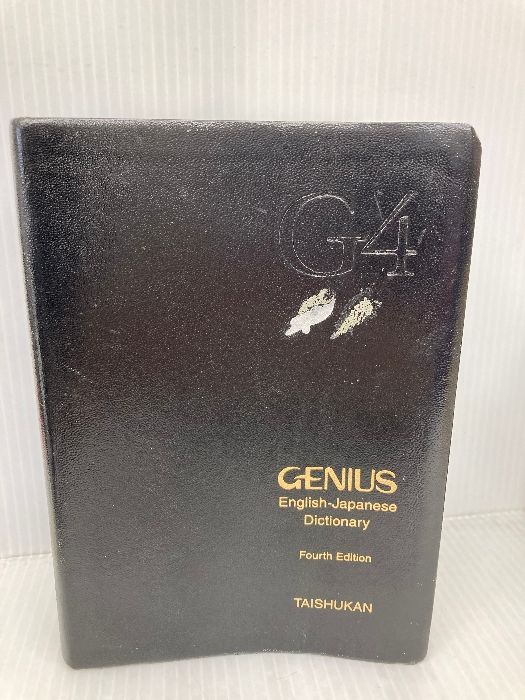 G4
GENIUS
English-Japanese
Dictionary
Fourth Edition
TAISHUKAN